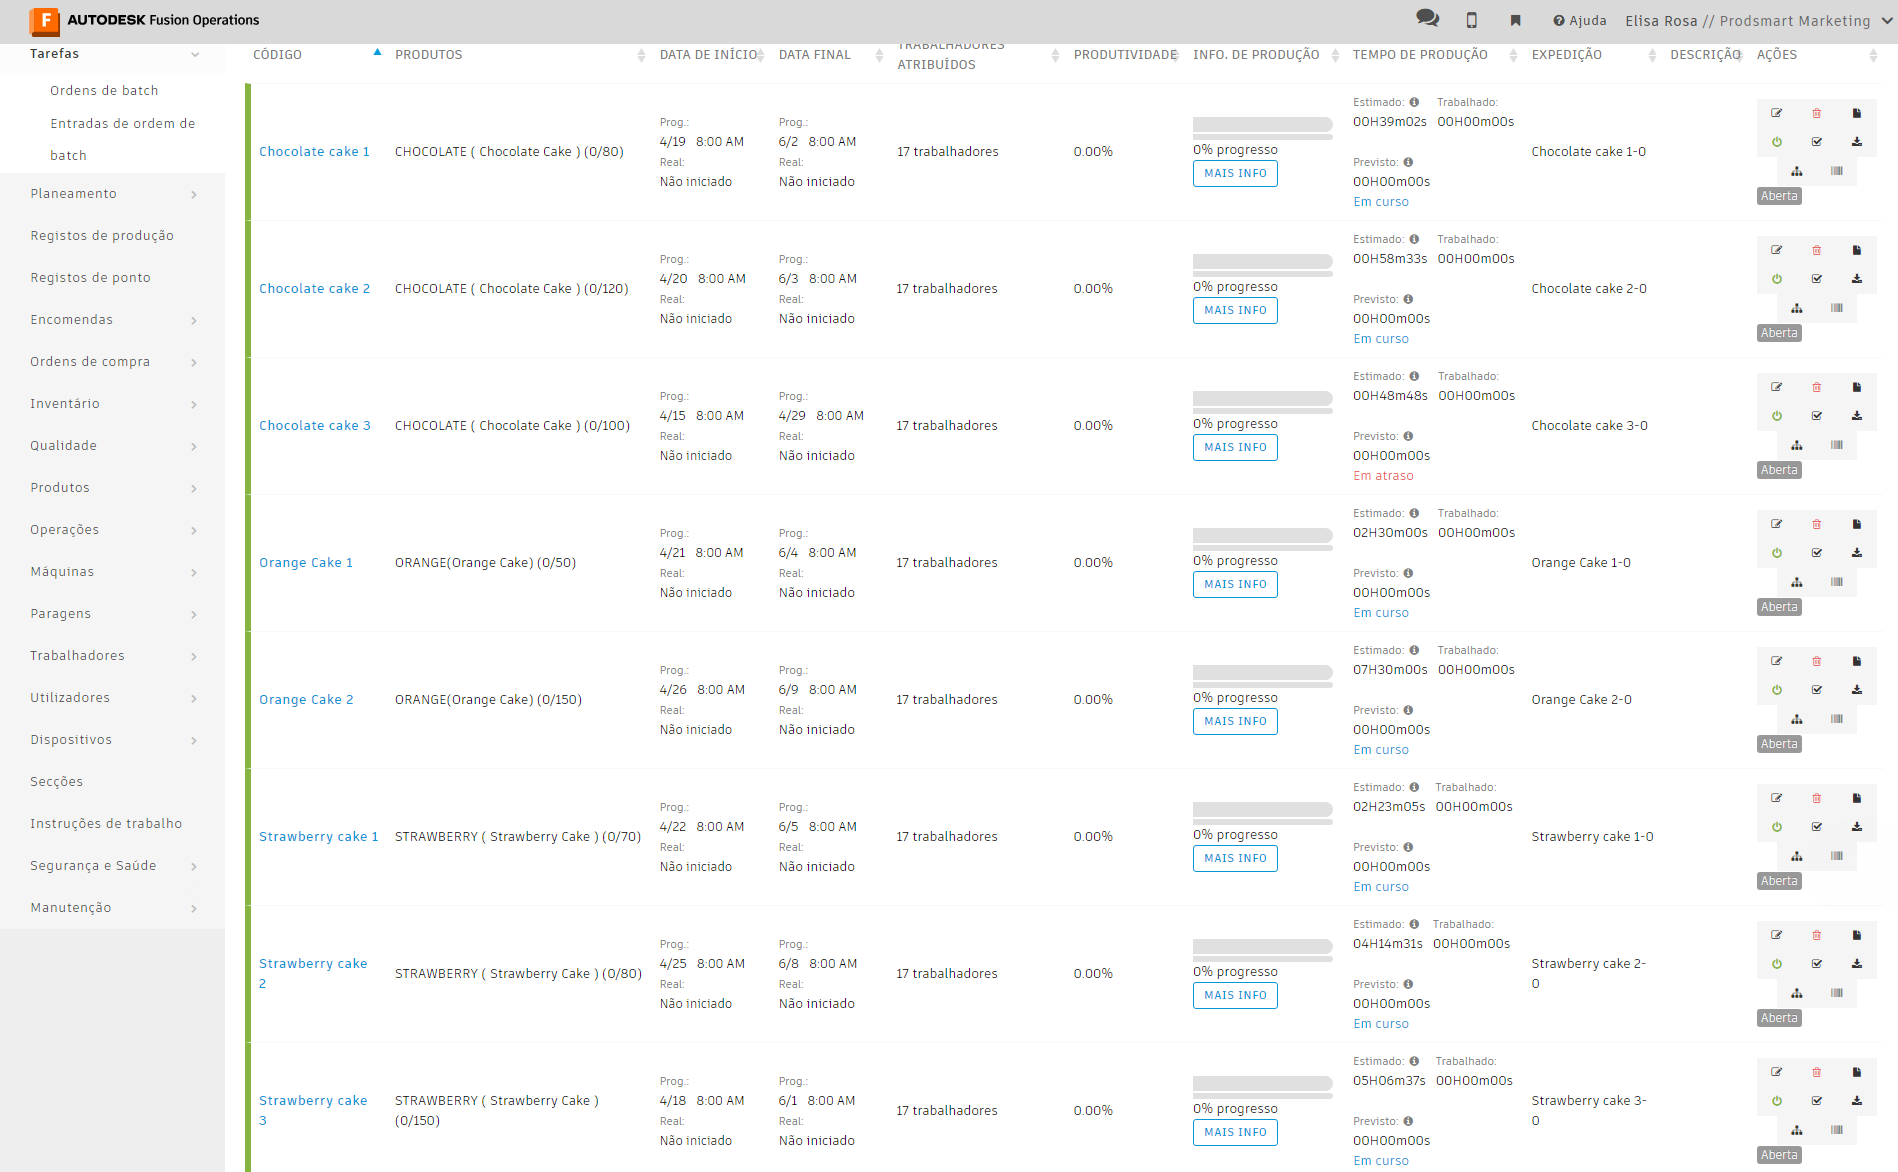 F AUTODESK Fusion Operations
Ajuda
Elisa Rosa // Prodsmart Marketing
Tarefas
Ordens de batch
Entradas de ordem de
batch
Planeamento
Registos de produção
Registos de ponto
Encomendas
Ordens de compra
Inventário
Qualidade
Produtos
Operações
Máquinas
Paragens
Trabalhadores
Utilizadores
Dispositivos
Secções
Instruções de trabalho
Segurança e Saúde
Manutenção
CÓDIGO PRODUTOS DATA DE INÍCIO DATA FINAL TRABALHADORES
ATRIBUÍDOS PRODUTIVIDADE INFO. DE PRODUÇÃO TEMPO DE PRODUÇÃO EXPEDIÇÃO DESCRIÇÃO AÇÕES
Chocolate cake 1
CHOCOLATE ( Chocolate Cake ) (0/80)
Prog.:
4/19 8:00 AM
Real:
Não iniciado
Prog.:
6/2 8:00 AM
Real:
Não iniciado
17 trabalhadores
0.00%
0% progresso
MAIS INFO
Estimado: Trabalhado:
00H39m02s 00H00m00s
Previsto:
00H00m00s
Em curso
Chocolate cake 1-0
Aberta
Chocolate cake 2
CHOCOLATE ( Chocolate Cake ) (0/120)
Prog.:
4/20 8:00 AM
Real:
Não iniciado
Prog.:
6/3 8:00 AM
Real:
Não iniciado
17 trabalhadores
0.00%
0% progresso
MAIS INFO
Estimado: Trabalhado:
00H58m33s 00H00m00s
Previsto:
00H00m00s
Em curso
Chocolate cake 2-0
Aberta
Chocolate cake 3
CHOCOLATE ( Chocolate Cake ) (0/100)
Prog.:
4/15 8:00 AM
Real:
Não iniciado
Prog.:
4/29 8:00 AM
Real:
Não iniciado
17 trabalhadores
0.00%
0% progresso
MAIS INFO
Estimado: Trabalhado:
00H48m48s 00H00m00s
Previsto:
00H00m00s
Em atraso
Chocolate cake 3-0
Aberta
Orange Cake 1
ORANGE(Orange Cake) (0/50)
Prog.:
4/21 8:00 AM
Real:
Não iniciado
Prog.:
6/4 8:00 AM
Real:
Não iniciado
17 trabalhadores
0.00%
0% progresso
MAIS INFO
Estimado: Trabalhado:
02H30m00s 00H00m00s
Previsto:
00H00m00s
Em curso
Orange Cake 1-0
Aberta
Orange Cake 2
ORANGE(Orange Cake) (0/150)
Prog.:
4/26 8:00 AM
Real:
Não iniciado
Prog.:
6/9 8:00 AM
Real:
Não iniciado
17 trabalhadores
0.00%
0% progresso
MAIS INFO
Estimado: Trabalhado:
07H30m00s 00H00m00s
Previsto:
00H00m00s
Em curso
Orange Cake 2-0
Aberta
Strawberry cake 1
STRAWBERRY ( Strawberry Cake ) (0/70)
Prog.:
4/22 8:00 AM
Real:
Não iniciado
Prog.:
6/5 8:00 AM
Real:
Não iniciado
17 trabalhadores
0.00%
0% progresso
MAIS INFO
Estimado: Trabalhado:
02H23m05s 00H00m00s
Previsto:
00H00m00s
Em curso
Strawberry cake 1-0
Aberta
Strawberry cake
2
STRAWBERRY ( Strawberry Cake ) (0/80)
Prog.:
4/25 8:00 AM
Real:
Não iniciado
Prog.:
6/8 8:00 AM
Real:
Não iniciado
17 trabalhadores
0.00%
0% progresso
MAIS INFO
Estimado: Trabalhado:
04H14m31s 00H00m00s
Previsto:
00H00m00s
Em curso
Strawberry cake 2-
0
Aberta
Strawberry cake
3
STRAWBERRY ( Strawberry Cake )
(0/150)
Prog.:
4/18 8:00 AM
Real:
Não iniciado
Prog.:
6/1 8:00 AM
Real:
Não iniciado
17 trabalhadores
0.00%
0% progresso
MAIS INFO
Estimado: Trabalhado:
05H06m37s 00H00m00s
Previsto:
00H00m00s
Em curso
Strawberry cake 3-
0
Aberta